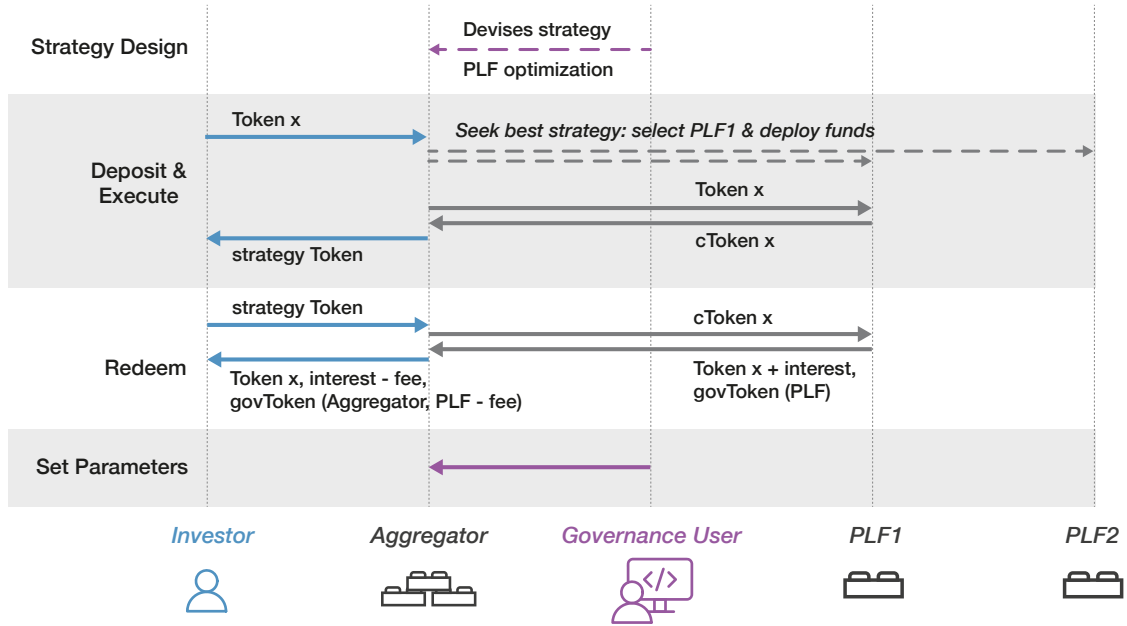 Strategy Design
Devises strategy
PLF optimization
Deposit &
Execute
Token x
Seek best strategy: select PLF1 & deploy funds
Token x
cToken x
strategy Token
Redeem
strategy Token
cToken x
Token x, interest - fee,
govToken (Aggregator, PLF - fee)
Token x + interest,
govToken (PLF)
Set Parameters
Investor
Aggregator
Governance User
PLF1
PLF2
</>